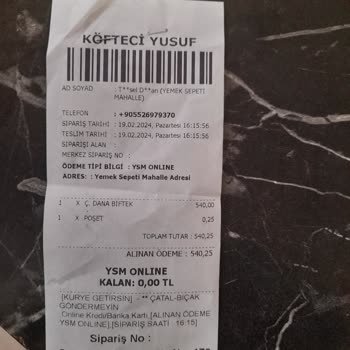 KÖFTECİ YUSUF
AD SOYAD : T**sel D**an (YEMEK SEPETİ
MAHALLE)
TELEFON : +905526979370
SİPARİŞ TARİHİ : 19.02.2024, Pazartesi 16:15:56
TESLİM TARİHİ : 19.02.2024, Pazartesi 16:15:56
SİPARİŞİ ALAN :
MERKEZ SİPARİŞ NO :
ÖDEME TİPİ BİLGİ : YSM ONLINE
ADRES: : Yemek Sepeti Mahalle Adresi
1 X Ç. DANA BİFTEK 540,00
1 X POŞET 0,25
TOPLAM TUTAR : 540,25
ALINAN ÖDEME : 540,25
YSM ONLINE
KALAN: 0,00 TL
[KURYE GETİRSİN] - ** ÇATAL-BIÇAK
GÖNDERMEYİN
Online Kredi/Banka Kartı,[ALINAN ÖDEME
YSM ONLINE],[SİPARİŞ SAATİ 16:15]
Sipariş No :